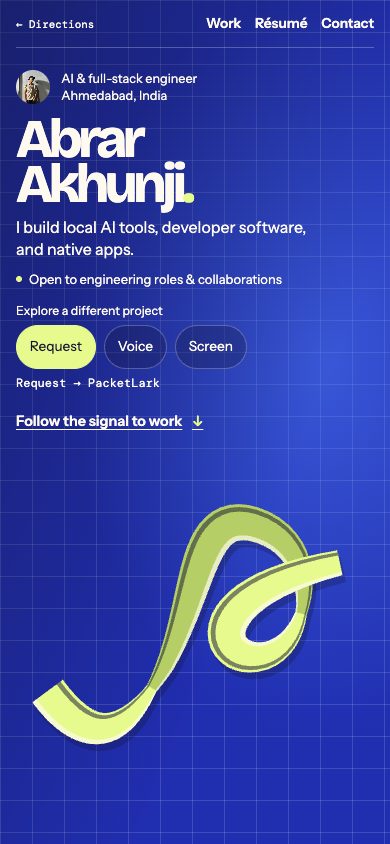 ← Directions
Work Résumé Contact
AI & full-stack engineer
Ahmedabad, India
Abrar
Akhunji.
I build local AI tools, developer software,
and native apps.
Open to engineering roles & collaborations
Explore a different project
Request Voice Screen
Request → PacketLark
Follow the signal to work ↓